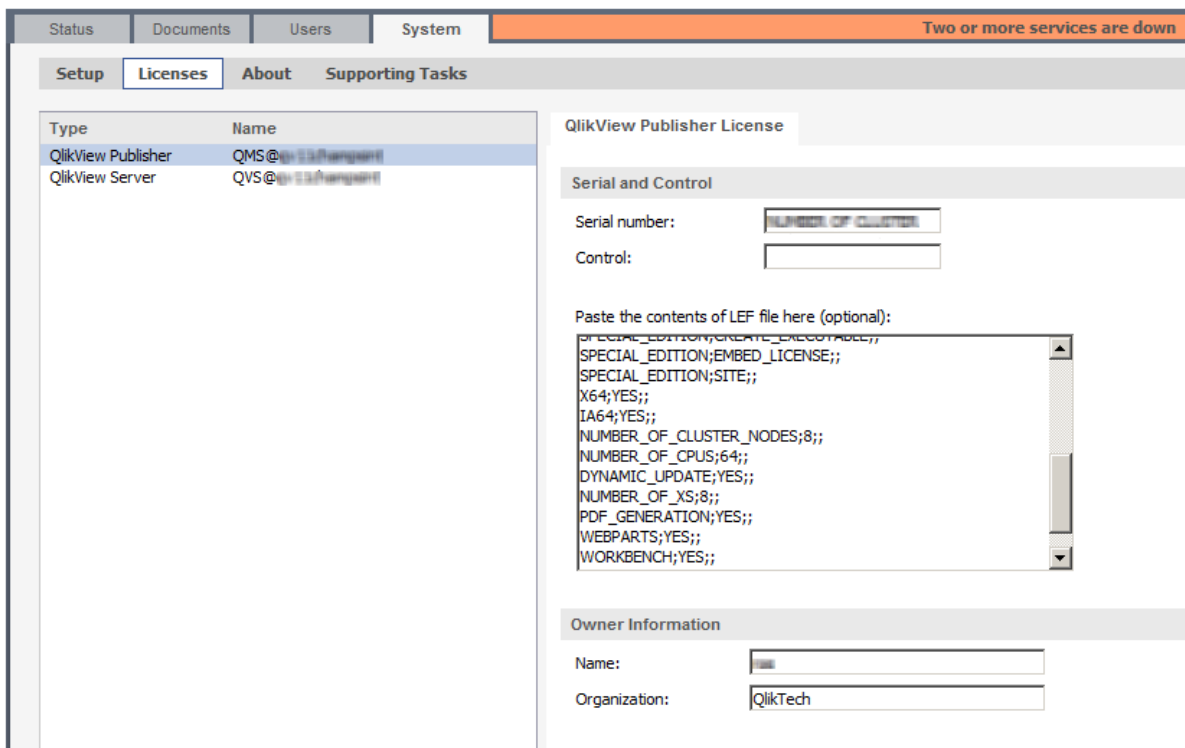 Status Documents Users System Two or more services are down
Setup Licenses About Supporting Tasks
Type Name
QlikView Publisher QMS@
QlikView Server QVS@
QlikView Publisher License
Serial and Control
Serial number:
Control:
Paste the contents of LEF file here (optional):
SPECIAL_EDITION;CREATE_EXECUTABLE;;
SPECIAL_EDITION;EMBED_LICENSE;;
SPECIAL_EDITION;SITE;;
X64;YES;;
IA64;YES;;
NUMBER_OF_CLUSTER_NODES;8;;
NUMBER_OF_CPUS;64;;
DYNAMIC_UPDATE;YES;;
NUMBER_OF_XS;8;;
PDF_GENERATION;YES;;
WEBPARTS;YES;;
WORKBENCH;YES;;
Owner Information
Name:
Organization: QlikTech